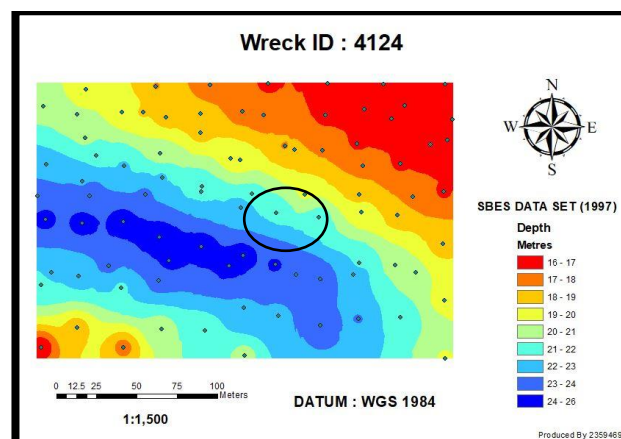 Wreck ID : 4124
N
W E
S
SBES DATA SET (1997)
Depth
Metres
16 - 17
17 - 18
18 - 19
19 - 20
20 - 21
21 - 22
22 - 23
23 - 24
24 - 26
0 12.5 25 50 75 100
Meters
1:1,500
DATUM : WGS 1984
Produced By 2359469